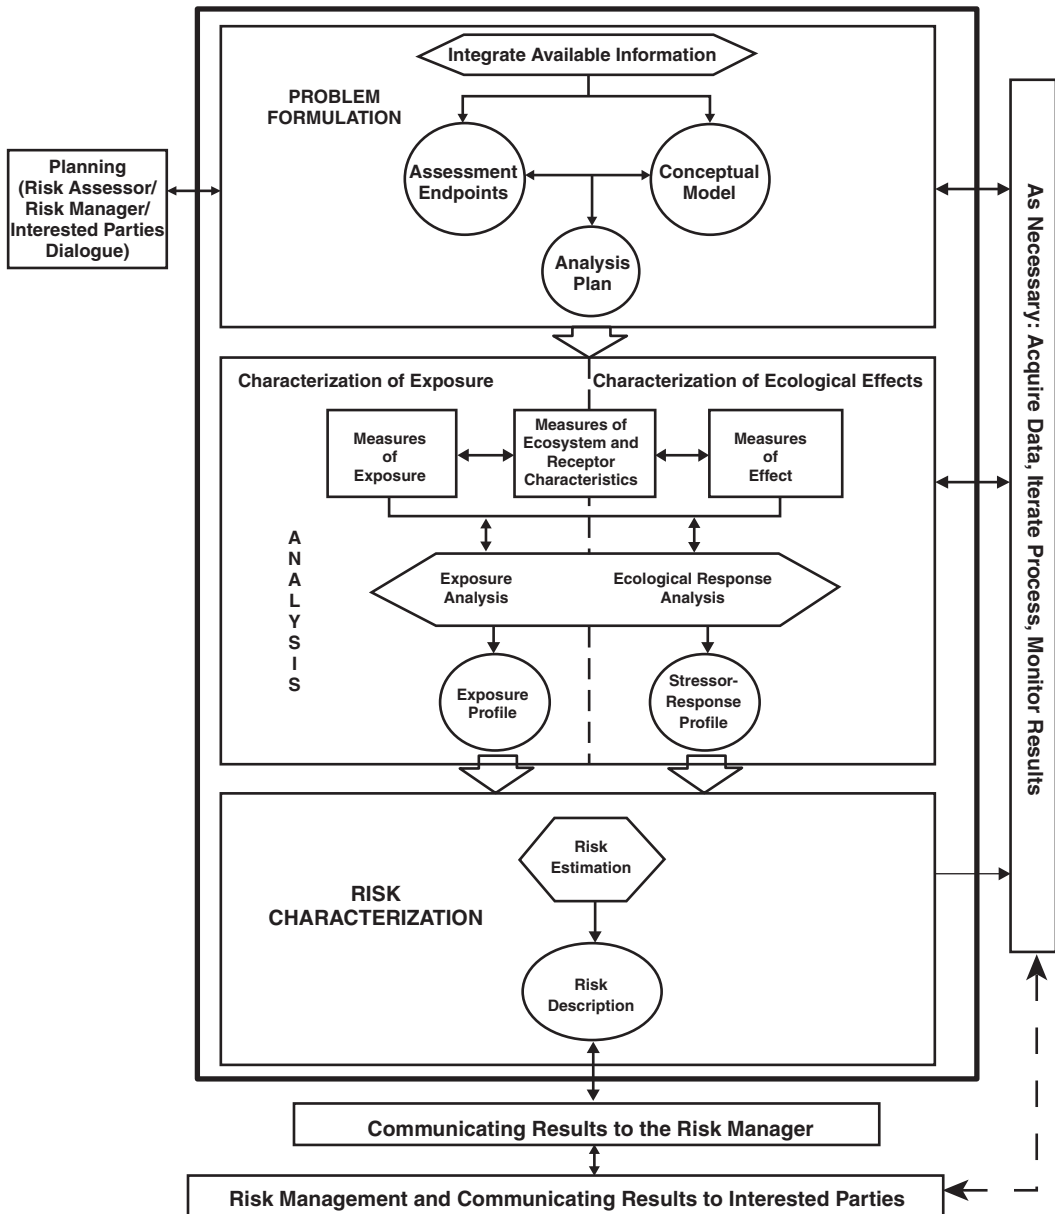 Integrate Available Information
PROBLEM
FORMULATION
Planning
(Risk Assessor/
Risk Manager/
Interested Parties
Dialogue)
Assessment
Endpoints
Conceptual
Model
Analysis
Plan
As Necessary: Acquire Data, Iterate Process, Monitor Results
Characterization of Exposure
Characterization of Ecological Effects
Measures
of
Exposure
Measures of
Ecosystem and
Receptor
Characteristics
Measures
of
Effect
ANALYSIS
Exposure
Analysis
Ecological Response
Analysis
Exposure
Profile
Stressor-
Response
Profile
RISK
CHARACTERIZATION
Risk
Estimation
Risk
Description
Communicating Results to the Risk Manager
Risk Management and Communicating Results to Interested Parties